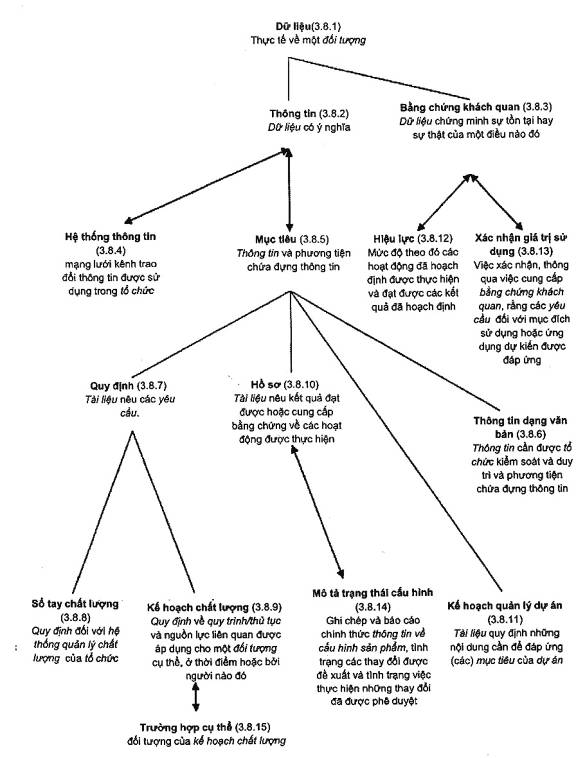 Dữ liệu(3.8.1)
Thực tế về một đối tượng
Thông tin (3.8.2)
Dữ liệu có ý nghĩa
Bằng chứng khách quan (3.8.3)
Dữ liệu chứng minh sự tồn tại hay
sự thật của một điều nào đó
Hệ thống thông tin
(3.8.4)
mạng lưới kênh trao
đổi thông tin được sử
dụng trong tổ chức
Mục tiêu (3.8.5)
Thông tin và phương tiện
chứa đựng thông tin
Hiệu lực (3.8.12)
Mức độ theo đó các
hoạt động đã hoạch
định được thực hiện
và đạt được các kết
quả đã hoạch định
Xác nhận giá trị sử
dụng (3.8.13)
Việc xác nhận, thông
qua việc cung cấp
bằng chứng khách
quan, rằng các yêu
cầu đối với mục đích
sử dụng hoặc ứng
dụng dự kiến được
đáp ứng
Quy định (3.8.7)
Tài liệu nêu các yêu
cầu.
Hồ sơ (3.8.10)
Tài liệu nêu kết quả đạt
được hoặc cung cấp
bằng chứng về các hoạt
động được thực hiện
Thông tin dạng văn
bản (3.8.6)
Thông tin cần được tổ
chức kiểm soát và duy
trì và phương tiện
chứa đựng thông tin
Sổ tay chất lượng
(3.8.8)
Quy định đối với hệ
thống quản lý chất
lượng của tổ chức
Kế hoạch chất lượng (3.8.9)
Quy định về quy trình/thủ tục
và nguồn lực liên quan được
áp dụng cho một đối tượng
cụ thể, ở thời điểm hoặc bởi
người nào đó
Mô tả trạng thái cấu hình
(3.8.14)
Ghi chép và báo cáo
chính thức thông tin về
cấu hình sản phẩm, tình
trạng các thay đổi được
đề xuất và tình trạng việc
thực hiện những thay đổi
đã được phê duyệt
Kế hoạch quản lý dự án
(3.8.11)
Tài liệu quy định những
nội dung cần để đáp ứng
(các) mục tiêu của dự án
Trường hợp cụ thể (3.8.15)
đối tượng của kế hoạch chất lượng